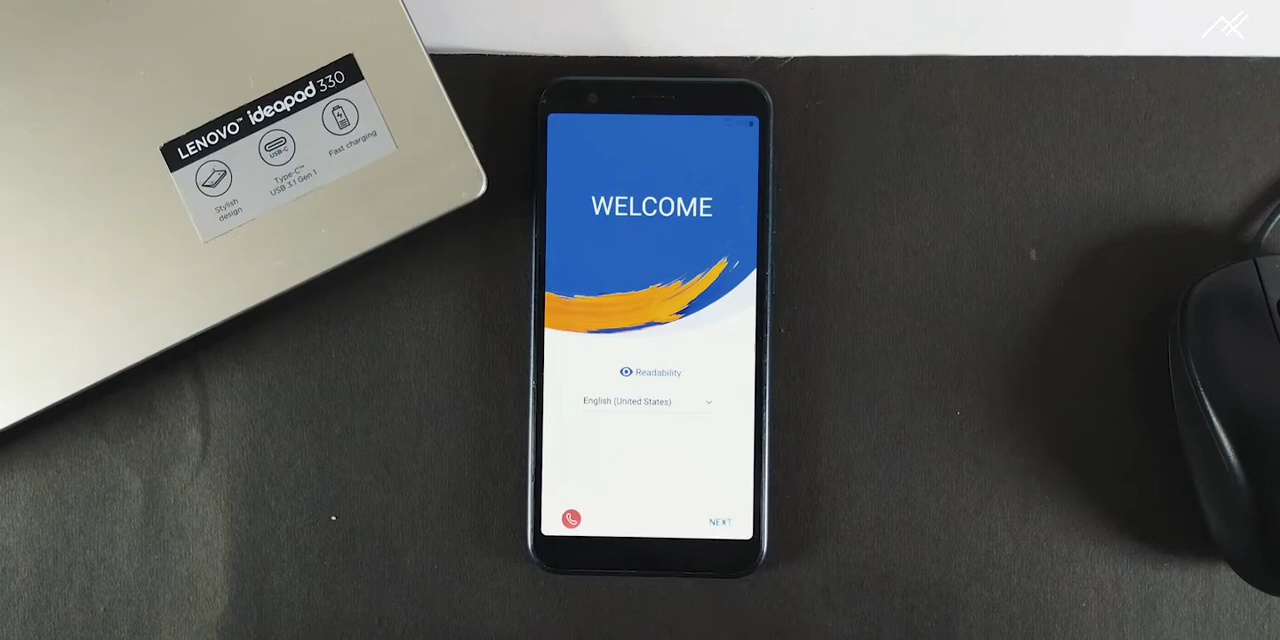 LENOVO™ ideapad 330
USB-C
Stylish
design
Type-C™
USB 3.1 Gen 1
Fast charging
WELCOME
Readability
English (United States)
NEXT